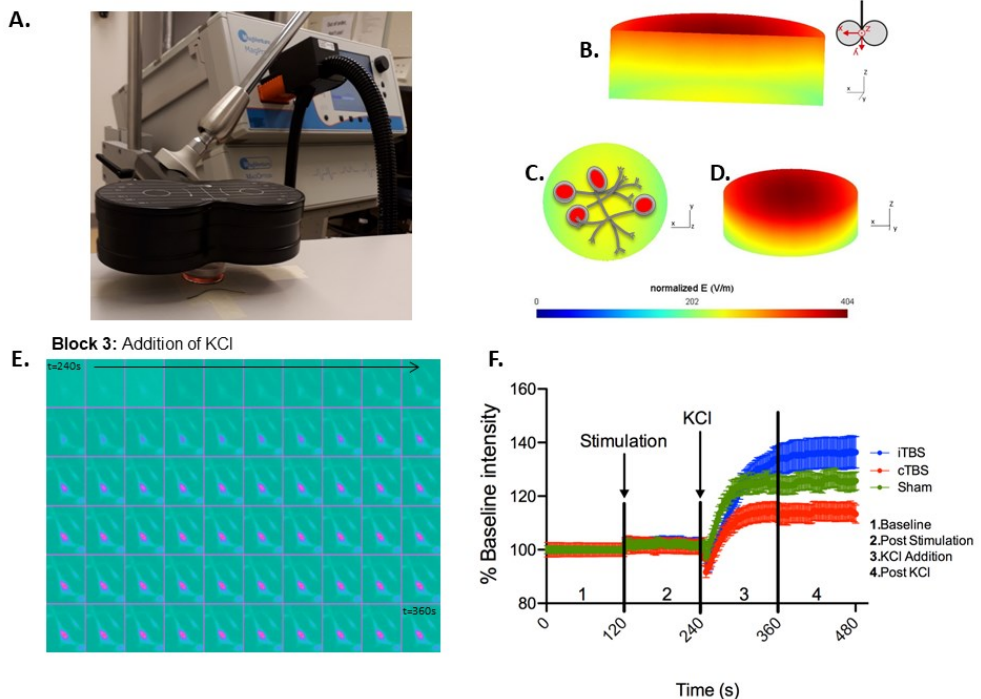 A.
B.
x
z
y
z
x
y
C.
D.
y
x
z
z
x
y
normalized E (V/m)
0
202
404
Block 3: Addition of KCl
E.
t=240s
t=360s
F.
160
140
120
100
80
% Baseline intensity
Stimulation
KCl
iTBS
cTBS
Sham
1.Baseline
2.Post Stimulation
3.KCl Addition
4.Post KCl
1
2
3
4
0
120
240
360
480
Time (s)